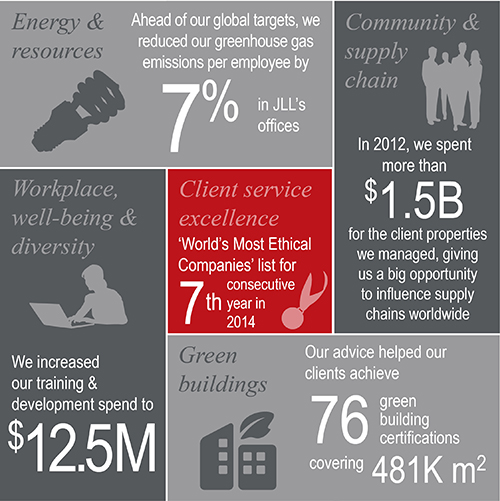 Energy &
resources
Ahead of our global targets, we
reduced our greenhouse gas
emissions per employee by
7% in JLL's
offices
Community &
supply
chain
In 2012, we spent
more than
$1.5B
for the client properties
we managed, giving
us a big opportunity
to influence supply
chains worldwide
Workplace,
well-being &
diversity
We increased
our training &
development spend to
$12.5M
Client service
excellence
'World's Most Ethical
Companies' list for
7th consecutive
year in
2014
Green
buildings
Our advice helped our
clients achieve
76 green
building
certifications
covering 481K m²